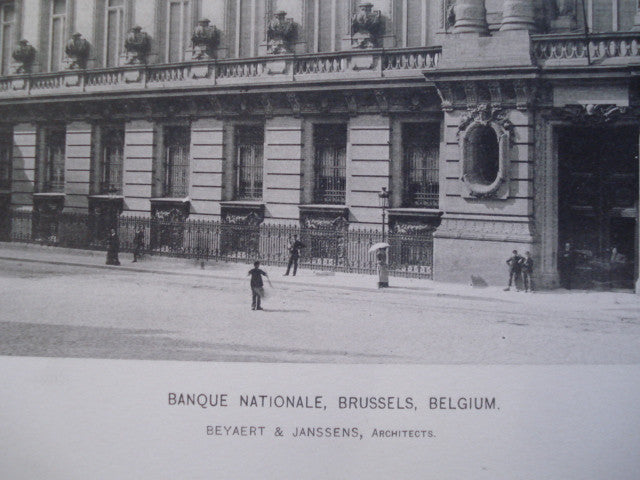 BANQUE NATIONALE, BRUSSELS, BELGIUM.
BEYAERT & JANSSENS, ARCHITECTS.